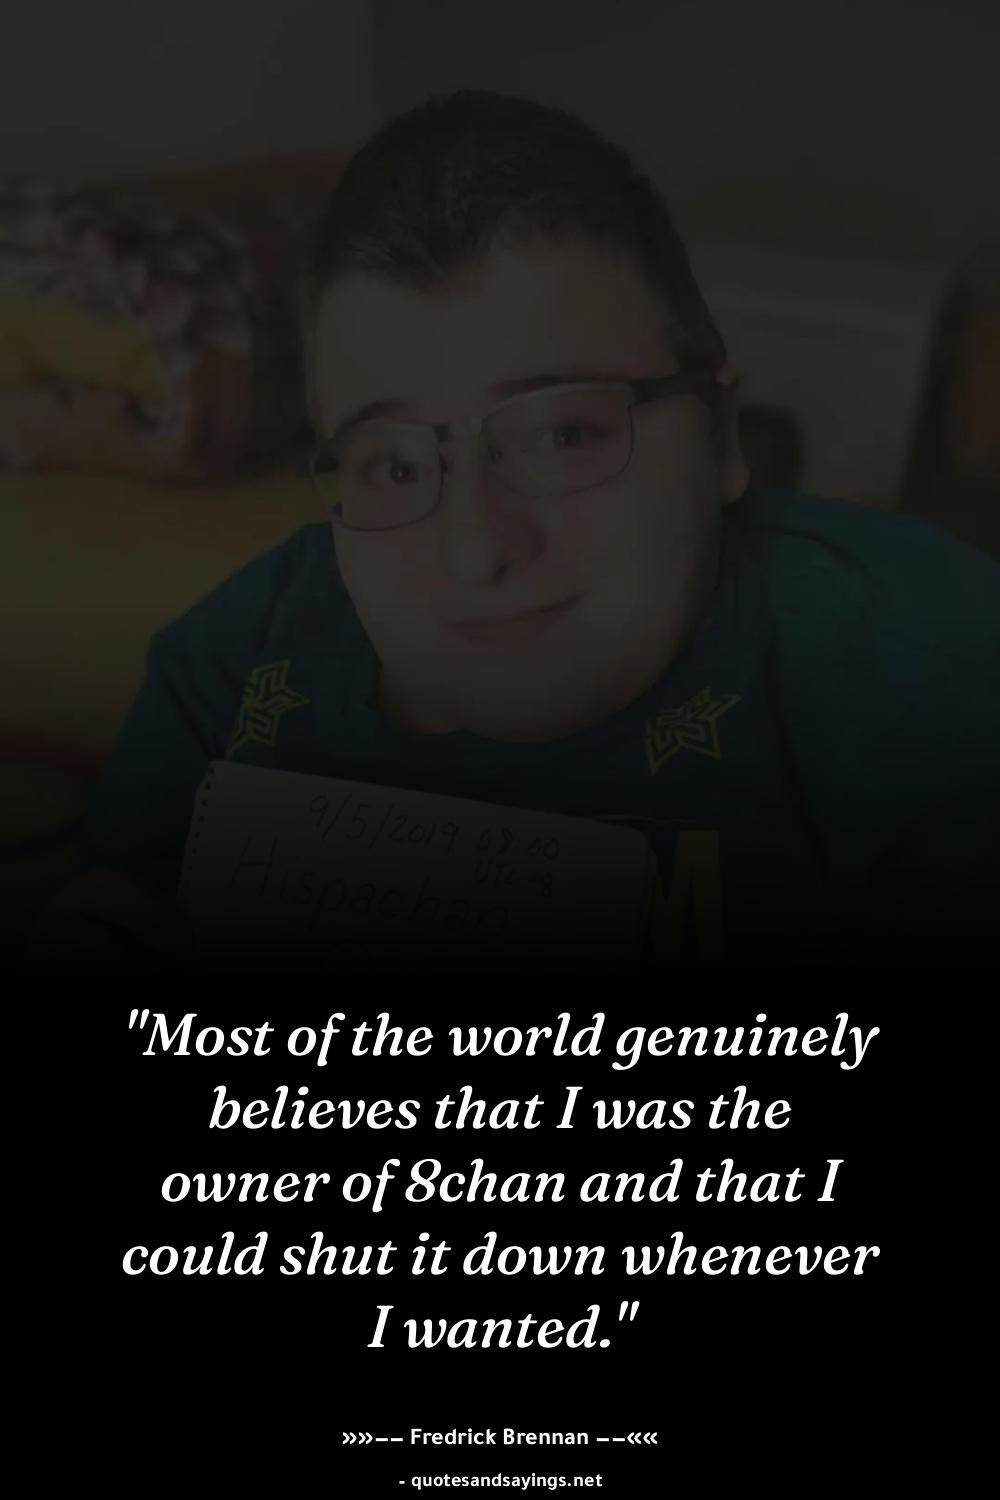 9/5/2019 09:00
UTC+8
Hispachan
M
"Most of the world genuinely
believes that I was the
owner of 8chan and that I
could shut it down whenever
I wanted."
»»−− Fredrick Brennan −−««
- quotesandsayings.net